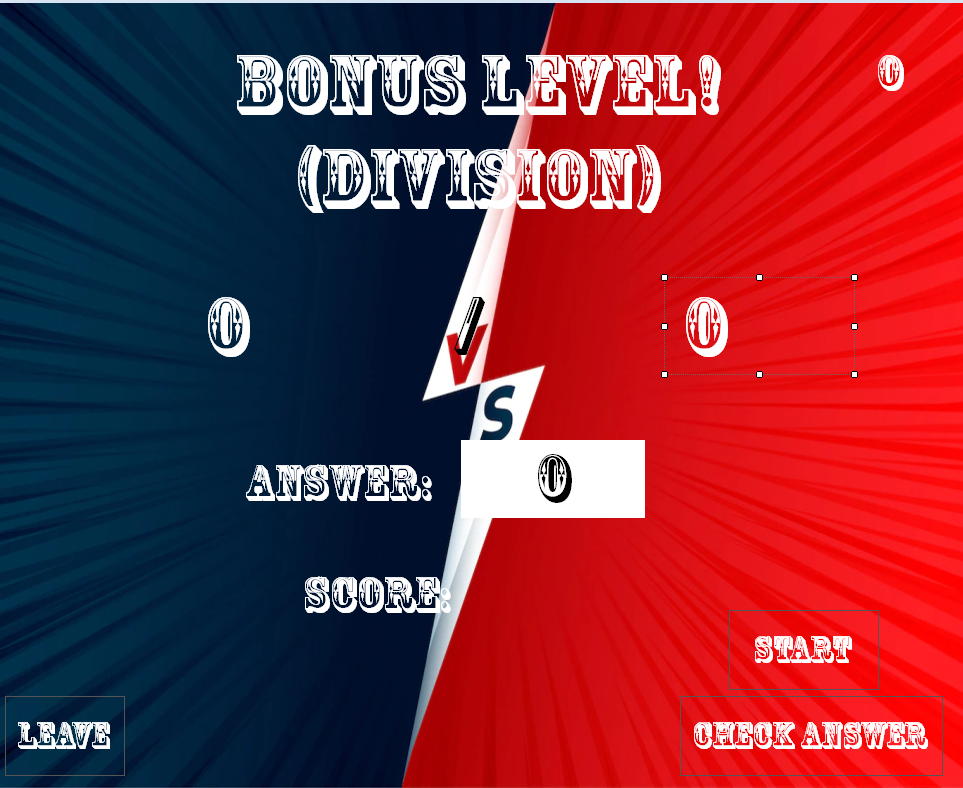 BONUS LEVEL!
0
(DIVISION)
0 / 0
VS
ANSWER: 0
SCORE:
START
LEAVE
CHECK ANSWER